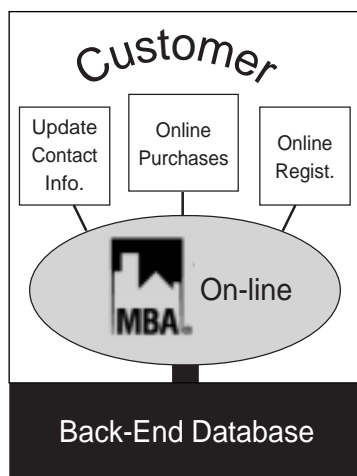 Customer
Update
Contact
Info.
Online
Purchases
Online
Regist.
MBA
On-line
Back-End Database